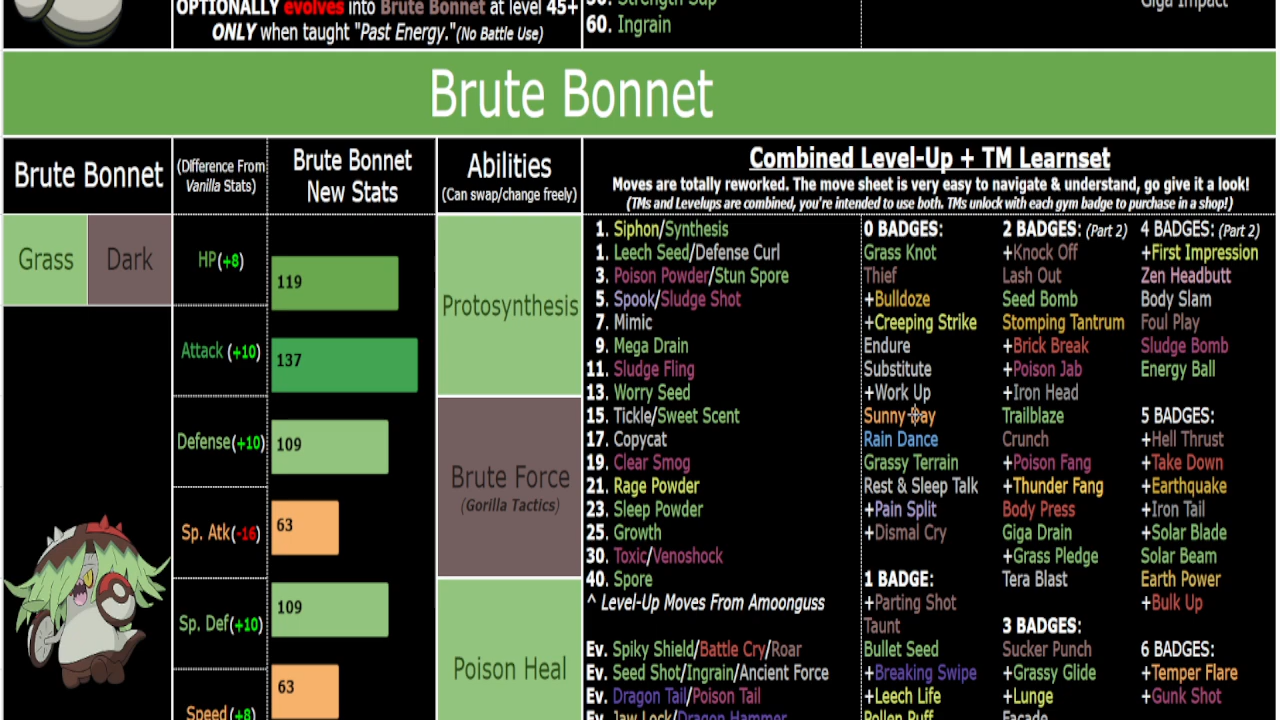 OPTIONALLY evolves into Brute Bonnet at level 45+
ONLY when taught "Past Energy." (No Battle Use)
60. Ingrain
Giga Impact
Brute Bonnet
Brute Bonnet
(Difference From Vanilla Stats)
Brute Bonnet
New Stats
Abilities
(Can swap/change freely)
Combined Level-Up + TM Learnset
Moves are totally reworked. The move sheet is very easy to navigate & understand, go give it a look!
(TMs and Levelups are combined, you're intended to use both. TMs unlock with each gym badge to purchase in a shop!)
Grass
Dark
HP(+8)
119
Attack (+10)
137
Defense(+10)
109
Sp. Atk(-16)
63
Sp. Def(+10)
109
Speed(+8)
63
Protosynthesis
Brute Force
(Gorilla Tactics)
Poison Heal
1. Siphon/Synthesis
1. Leech Seed/Defense Curl
3. Poison Powder/Stun Spore
5. Spook/Sludge Shot
7. Mimic
9. Mega Drain
11. Sludge Fling
13. Worry Seed
15. Tickle/Sweet Scent
17. Copycat
19. Clear Smog
21. Rage Powder
23. Sleep Powder
25. Growth
30. Toxic/Venoshock
40. Spore
^ Level-Up Moves From Amoonguss
Ev. Spiky Shield/Battle Cry/Roar
Ev. Seed Shot/Ingrain/Ancient Force
Ev. Dragon Tail/Poison Tail
Ev. Jaw Lock/Dragon Hammer
0 BADGES:
Grass Knot
Thief
+Bulldoze
+Creeping Strike
Endure
Substitute
+Work Up
Sunny Day
Rain Dance
Grassy Terrain
Rest & Sleep Talk
+Pain Split
+Dismal Cry
1 BADGE:
+Parting Shot
Taunt
Bullet Seed
+Breaking Swipe
+Leech Life
Pollen Puff
2 BADGES: (Part 2)
+Knock Off
Lash Out
Seed Bomb
Stomping Tantrum
+Brick Break
+Poison Jab
+Iron Head
Trailblaze
Crunch
+Poison Fang
+Thunder Fang
Body Press
Giga Drain
+Grass Pledge
Tera Blast
3 BADGES:
Sucker Punch
+Grassy Glide
+Lunge
Facade
4 BADGES: (Part 2)
+First Impression
Zen Headbutt
Body Slam
Foul Play
Sludge Bomb
Energy Ball
5 BADGES:
+Hell Thrust
+Take Down
+Earthquake
+Iron Tail
+Solar Blade
Solar Beam
Earth Power
+Bulk Up
6 BADGES:
+Temper Flare
+Gunk Shot